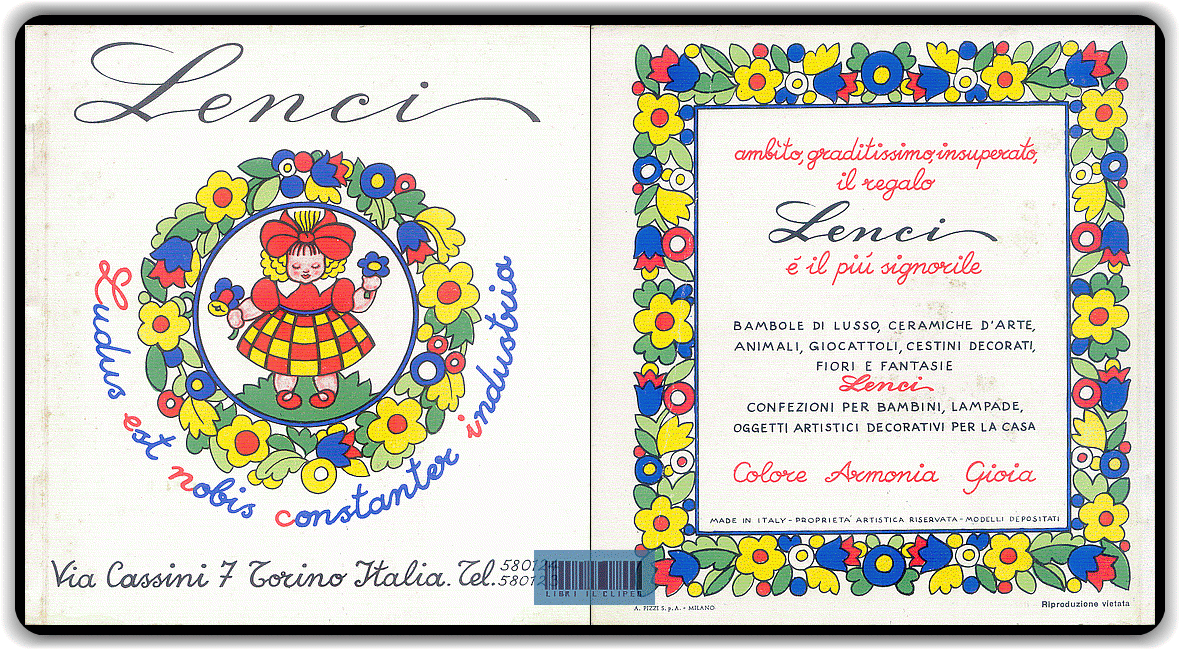 Lenci
Ludus est nobis constanter industria
Via Cassini 7 Torino Italia. Tel. 580124
580123
LIBRI IL CLIPEO
ambìto, graditissimo, insuperato,
il regalo
Lenci
é il piú signorile
BAMBOLE DI LUSSO, CERAMICHE D'ARTE,
ANIMALI, GIOCATTOLI, CESTINI DECORATI,
FIORI E FANTASIE
Lenci
CONFEZIONI PER BAMBINI, LAMPADE,
OGGETTI ARTISTICI DECORATIVI PER LA CASA
Colore Armonia Gioia
MADE IN ITALY - PROPRIETA' ARTISTICA RISERVATA - MODELLI DEPOSITATI
A. PIZZI S.p.A. - MILANO
Riproduzione vietata